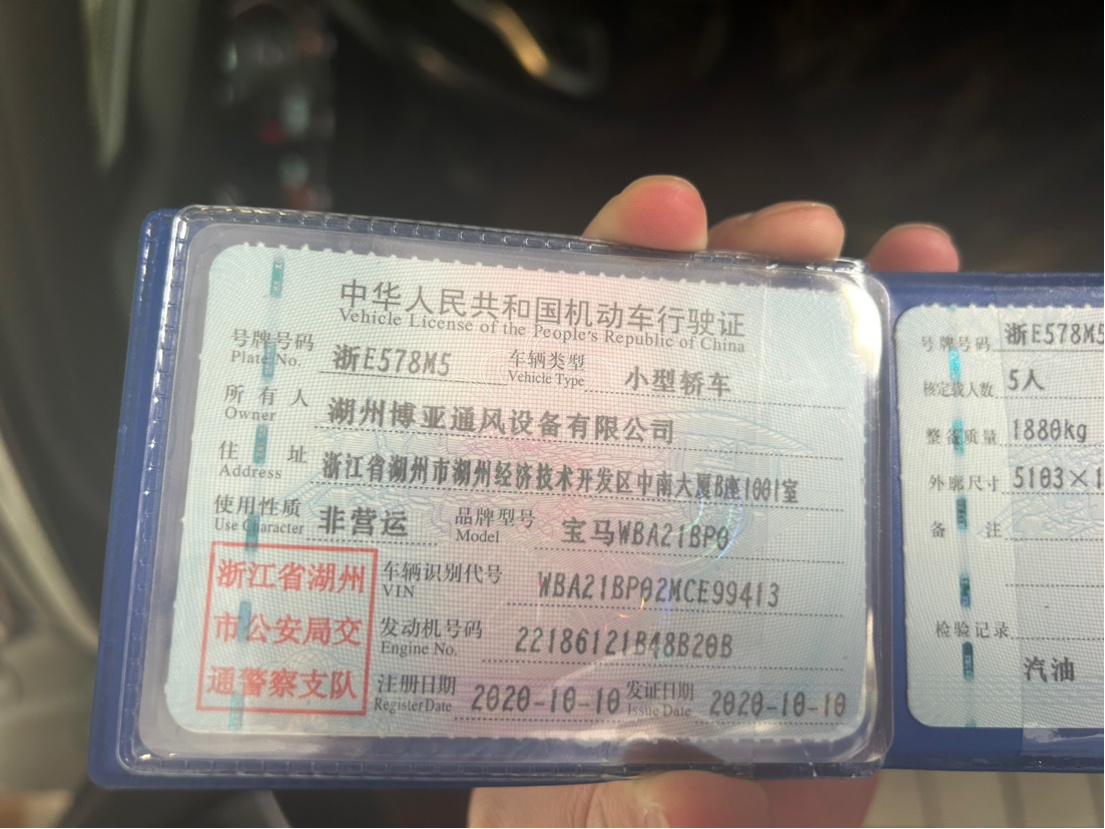 中华人民共和国机动车行驶证
Vehicle License of the People's Republic of China
号牌号码 浙E578M5 车辆类型 小型轿车
Plate No. Vehicle Type
所有人 湖州博亚通风设备有限公司
Owner
住址 浙江省湖州市湖州经济技术开发区中南大厦B座1001室
Address
使用性质 非营运 品牌型号 宝马WBA21BP0
Use Character Model
浙江省湖州
市公安局交
通警察支队
车辆识别代号 WBA21BP02MCE99413
VIN
发动机号码 22186121B48B20B
Engine No.
注册日期 2020-10-10 发证日期 2020-10-10
Register Date Issue Date
号牌号码 浙E578M5
核定载人数 5人
整备质量 1880kg
外廓尺寸 5103×1
备注
检验记录
汽油